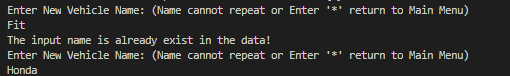 Enter New Vehicle Name: (Name cannot repeat or Enter '*' return to Main Menu)
Fit
The input name is already exist in the data!
Enter New Vehicle Name: (Name cannot repeat or Enter '*' return to Main Menu)
Honda